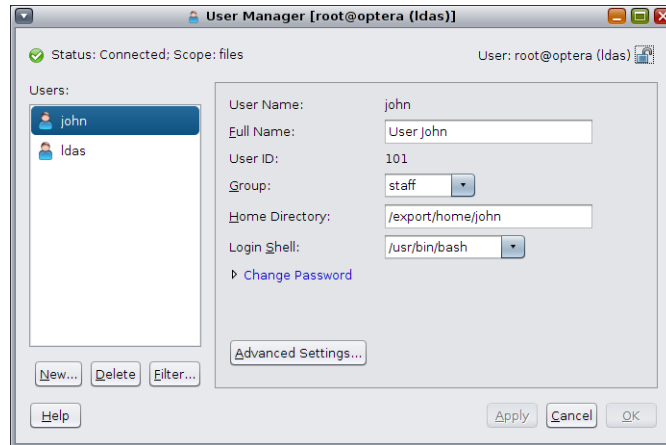 User Manager [root@optera (ldas)]
Status: Connected; Scope: files
User: root@optera (ldas)
Users:
john
ldas
User Name: john
Full Name: User John
User ID: 101
Group: staff
Home Directory: /export/home/john
Login Shell: /usr/bin/bash
Change Password
Advanced Settings...
New... Delete Filter...
Help Apply Cancel OK